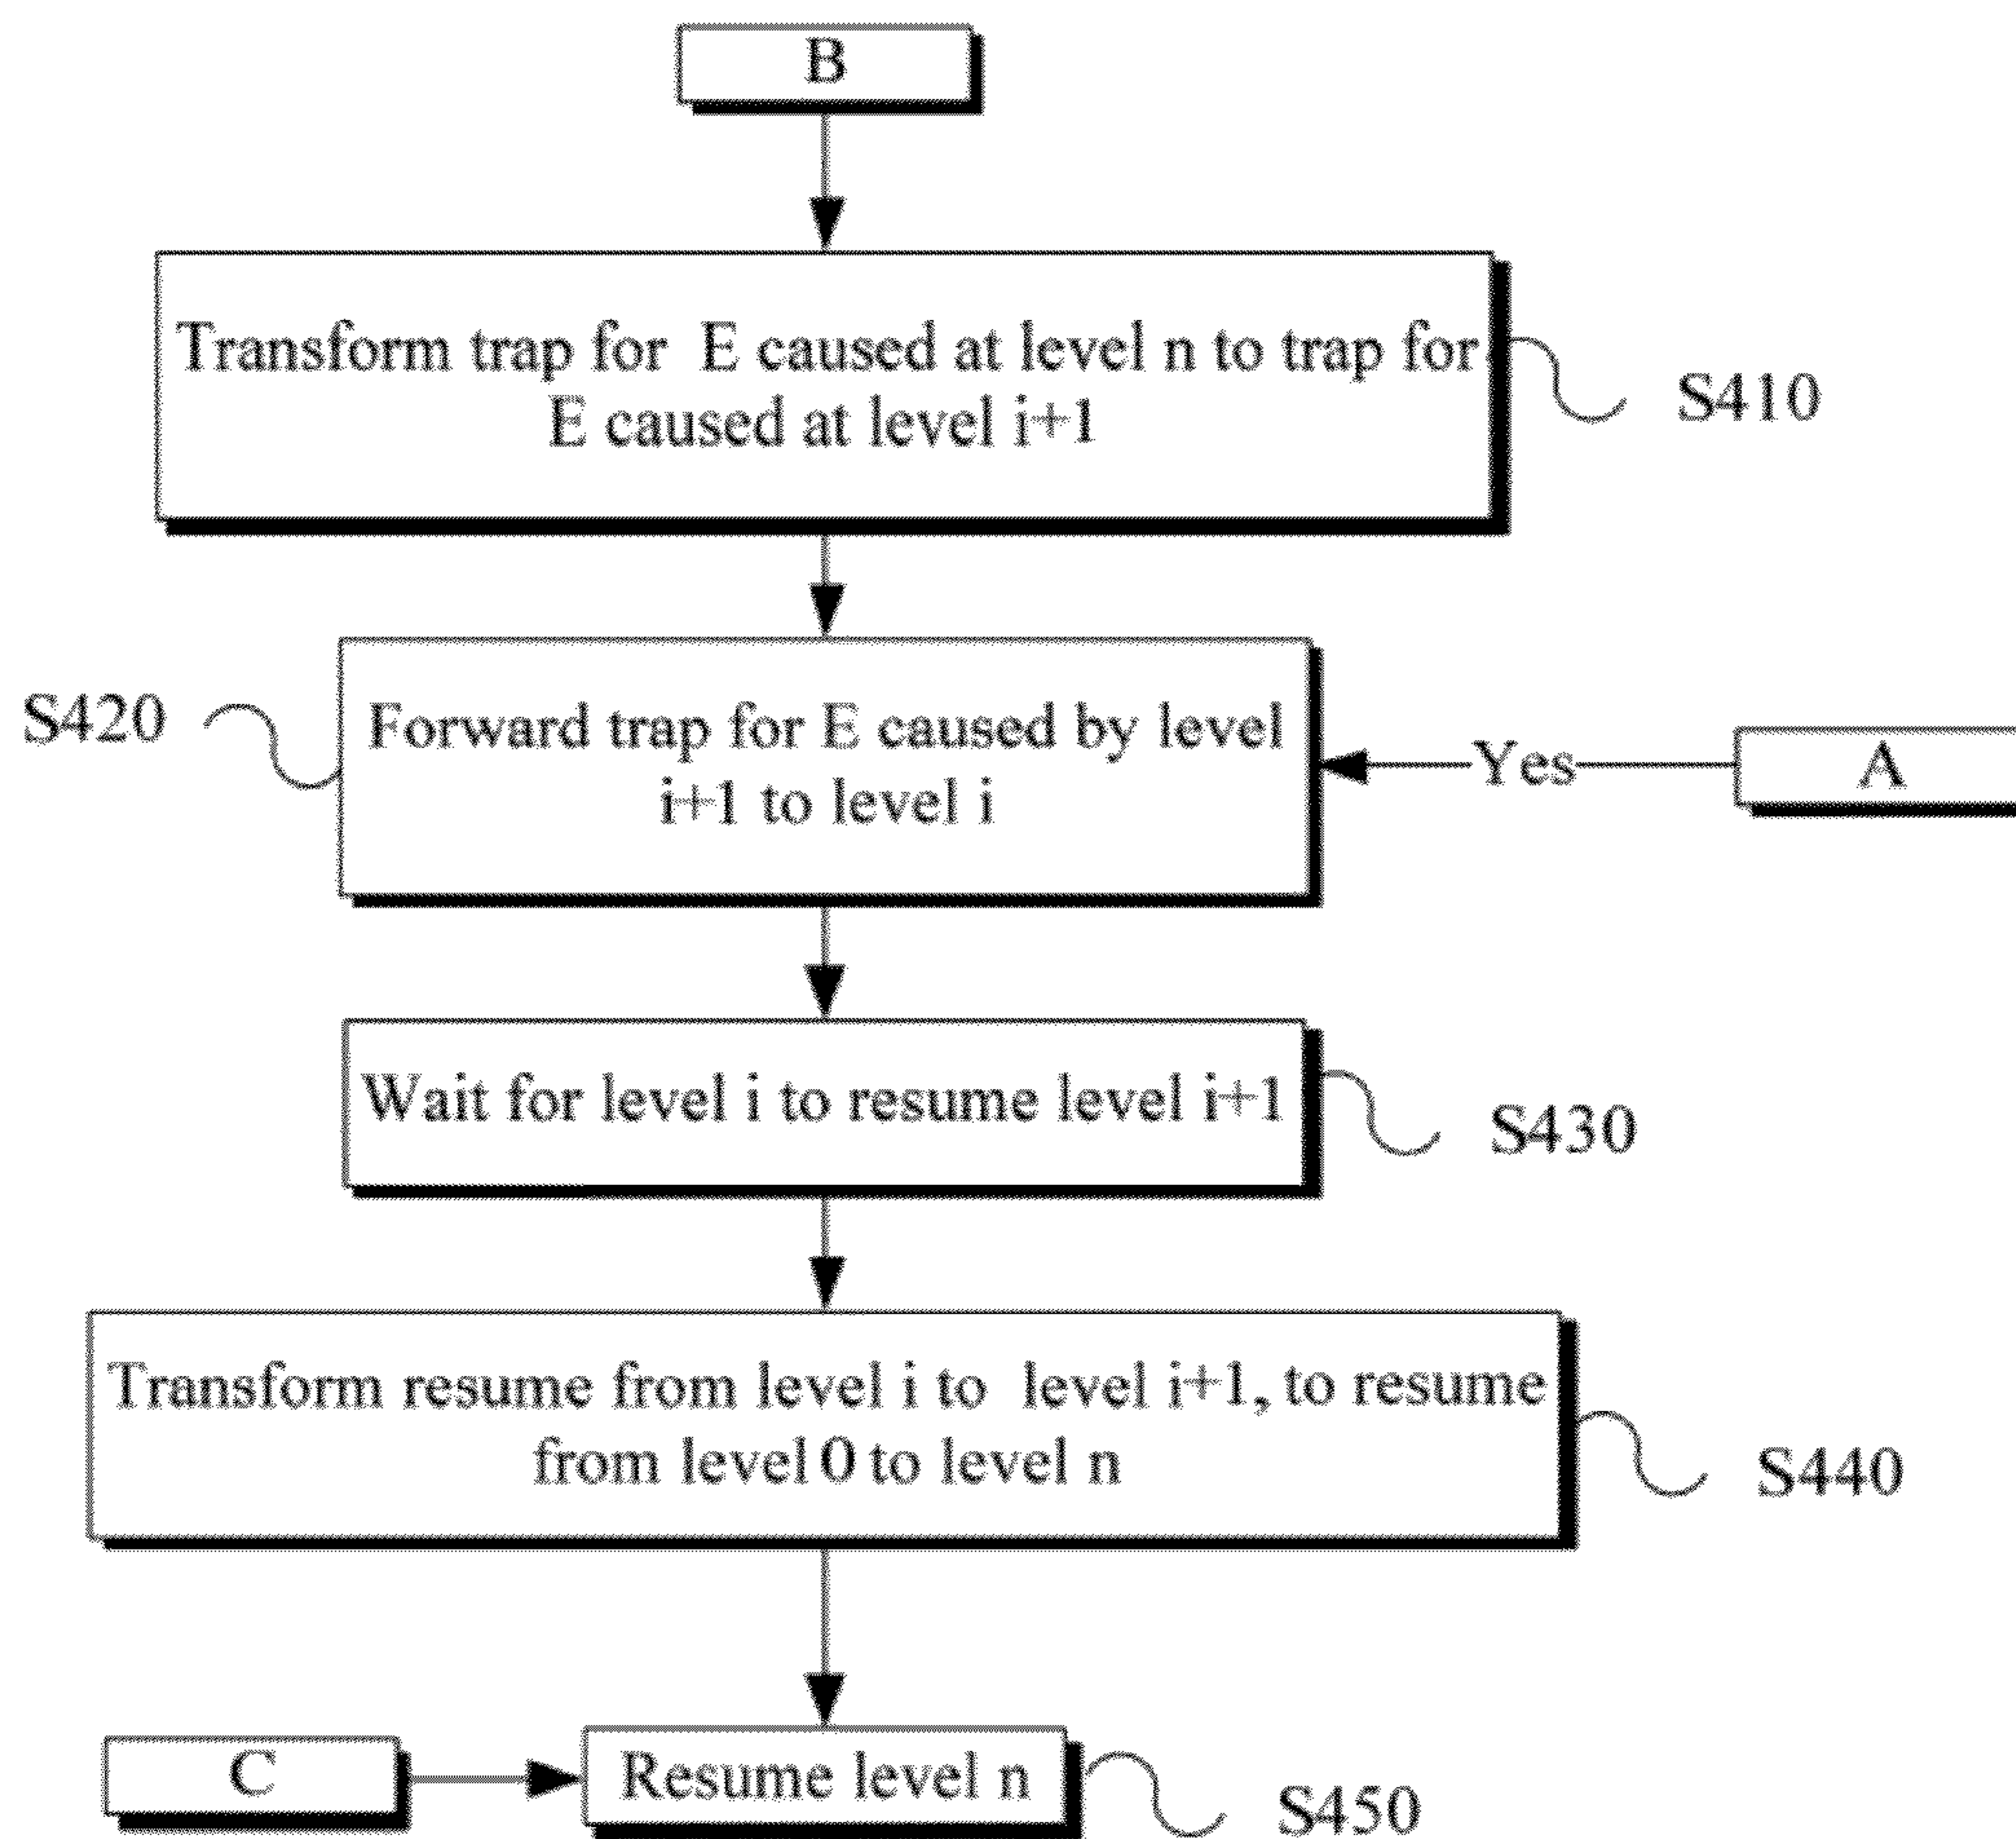 B
Transform trap for E caused at level n to trap for
E caused at level i+1
S410
S420
Forward trap for E caused by level
i+1 to level i
Yes
A
Wait for level i to resume level i+1
S430
Transform resume from level i to level i+1, to resume
from level 0 to level n
S440
C
Resume level n
S450